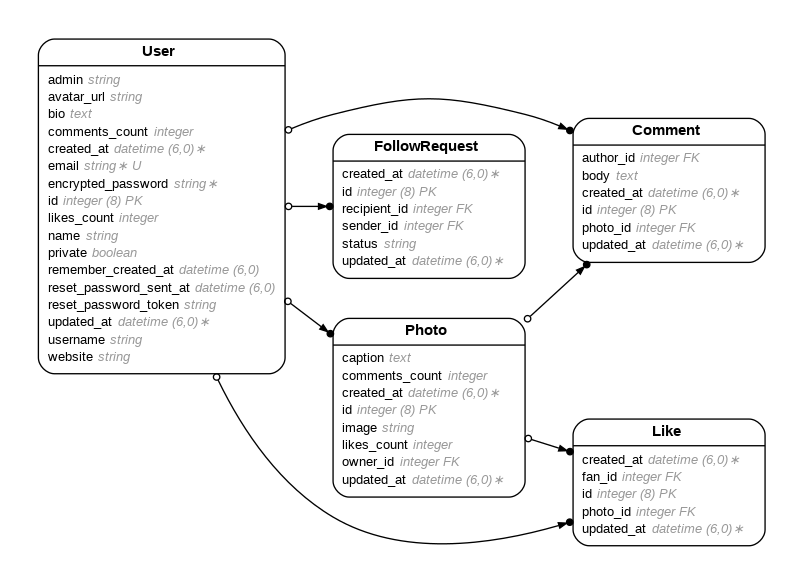 User
admin string
avatar_url string
bio text
comments_count integer
created_at datetime (6,0)∗
email string∗ U
encrypted_password string∗
id integer (8) PK
likes_count integer
name string
private boolean
remember_created_at datetime (6,0)
reset_password_sent_at datetime (6,0)
reset_password_token string
updated_at datetime (6,0)∗
username string
website string
FollowRequest
created_at datetime (6,0)∗
id integer (8) PK
recipient_id integer FK
sender_id integer FK
status string
updated_at datetime (6,0)∗
Photo
caption text
comments_count integer
created_at datetime (6,0)∗
id integer (8) PK
image string
likes_count integer
owner_id integer FK
updated_at datetime (6,0)∗
Comment
author_id integer FK
body text
created_at datetime (6,0)∗
id integer (8) PK
photo_id integer FK
updated_at datetime (6,0)∗
Like
created_at datetime (6,0)∗
fan_id integer FK
id integer (8) PK
photo_id integer FK
updated_at datetime (6,0)∗